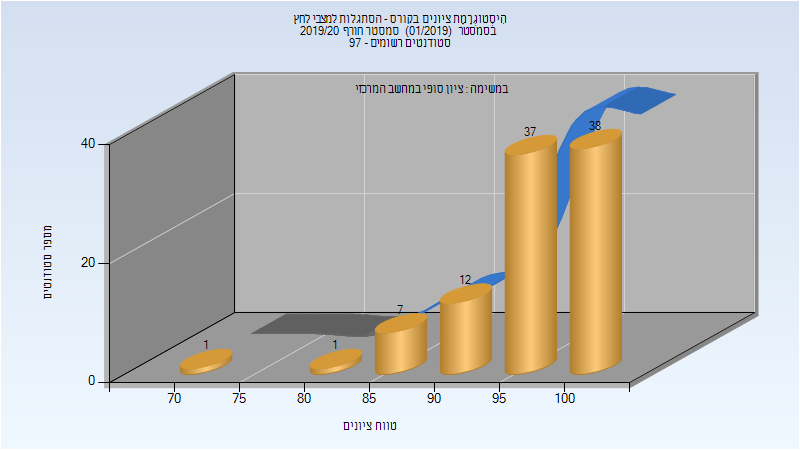 הִיסְטוֹגְרָמַת ציונים בקורס - הסתגלות למצבי לחץ
בסמסטר (01/2019) סמסטר חורף 2019/20
סטודנטים רשומים - 97
במשימה : ציון סופי במחשב המרכזי
מספר סטודנטים
40
20
0
1
1
7
12
37
38
70
75
80
85
90
95
100
טווח ציונים